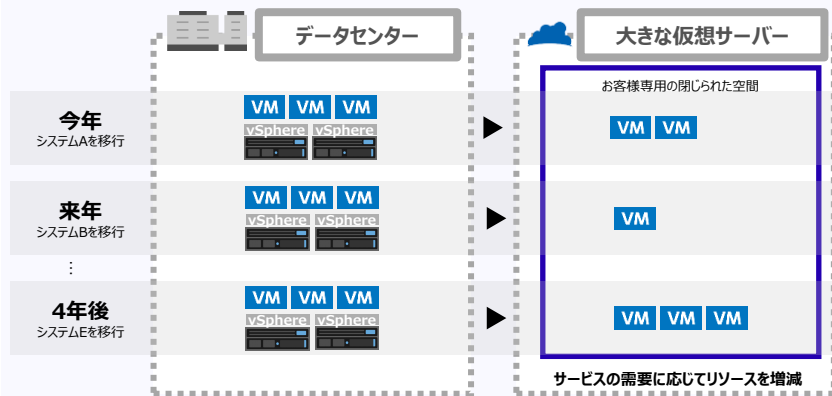 データセンター
大きな仮想サーバー
お客様専用の閉じられた空間
今年
システムAを移行
VM VM VM
vSphere vSphere
VM VM
来年
システムBを移行
VM VM VM
vSphere vSphere
VM
⋮
4年後
システムEを移行
VM VM VM
vSphere vSphere
VM VM VM
サービスの需要に応じてリソースを増減